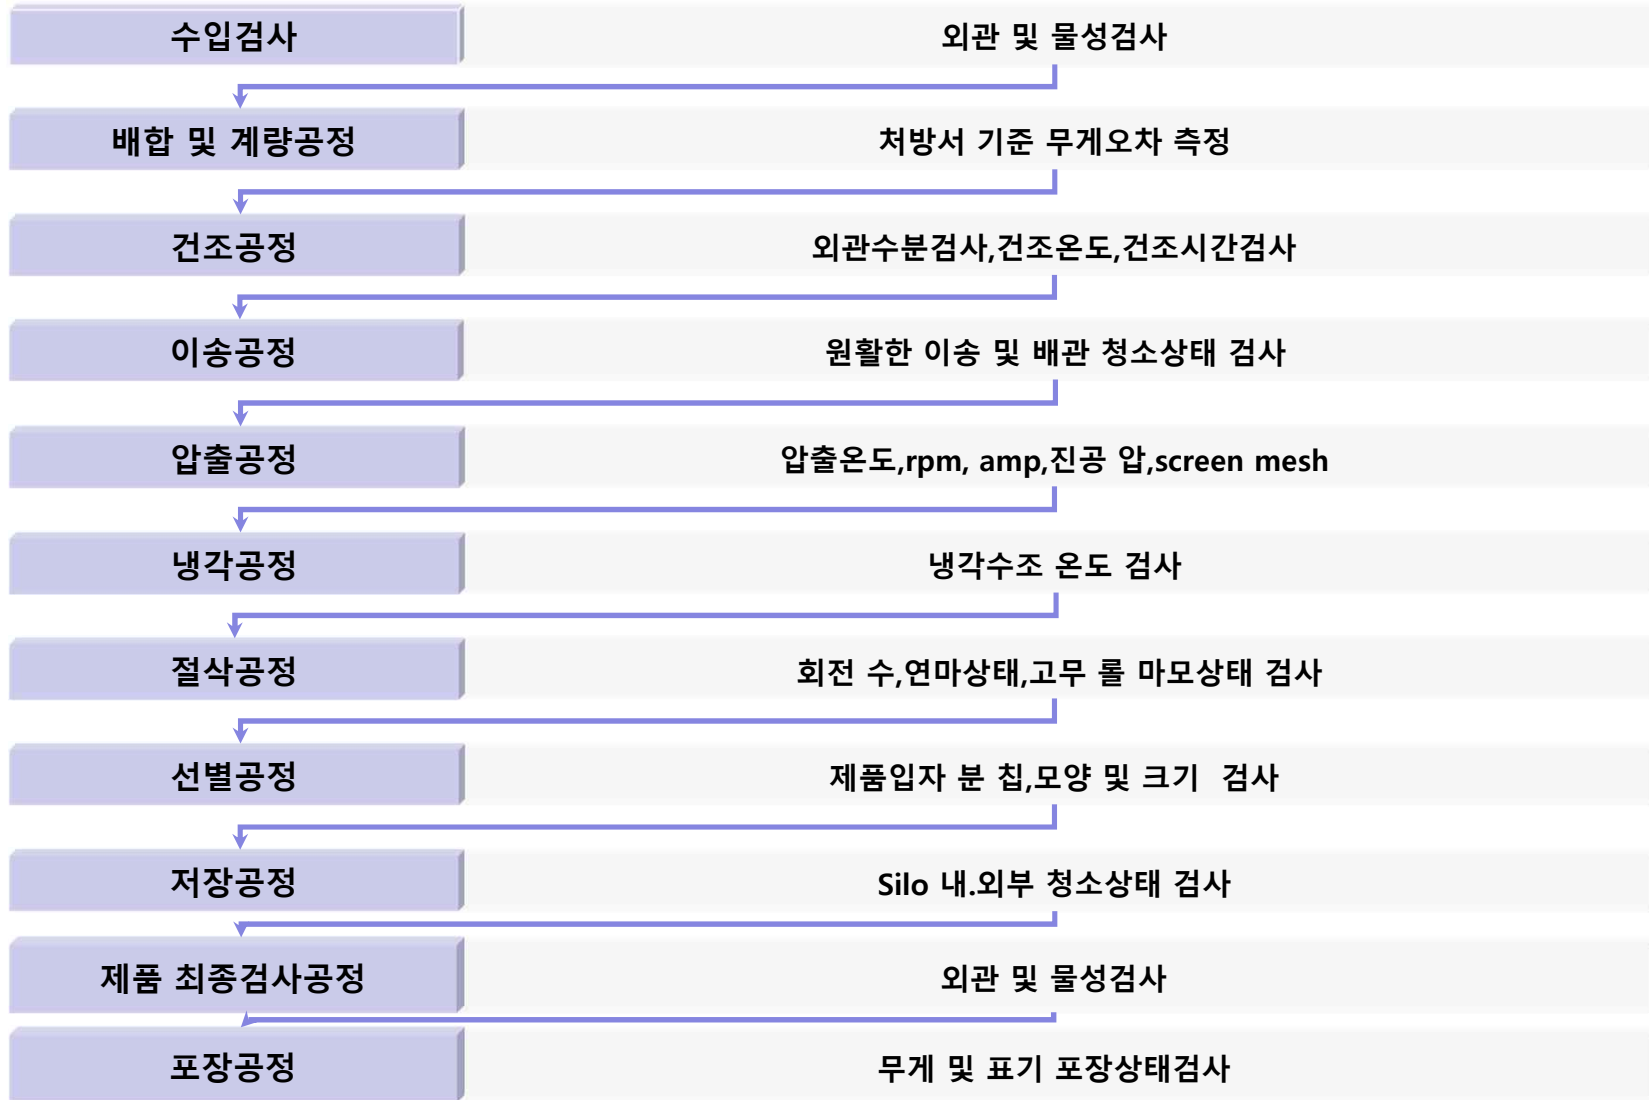 수입검사 외관 및 물성검사
배합 및 계량공정 처방서 기준 무게오차 측정
건조공정 외관수분검사,건조온도,건조시간검사
이송공정 원활한 이송 및 배관 청소상태 검사
압출공정 압출온도,rpm, amp,진공 압,screen mesh
냉각공정 냉각수조 온도 검사
절삭공정 회전 수,연마상태,고무 롤 마모상태 검사
선별공정 제품입자 분 칩,모양 및 크기 검사
저장공정 Silo 내.외부 청소상태 검사
제품 최종검사공정 외관 및 물성검사
포장공정 무게 및 표기 포장상태검사